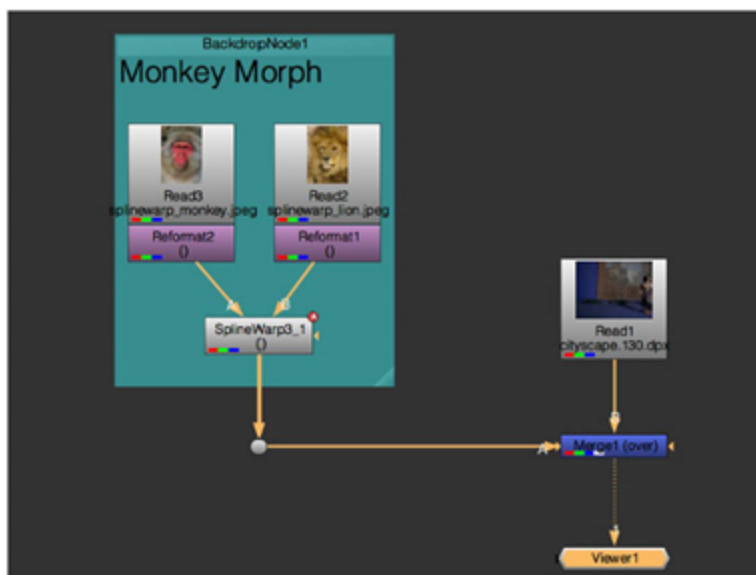 BackdropNode1
Monkey Morph
Read3
splinewarp_monkey.jpeg
Read2
splinewarp_lion.jpeg
Reformat2
()
Reformat1
()
A
B
SplineWarp3_1
()
Read1
cityscape.130.dpx
B
A
Merge1 (over)
1
Viewer1